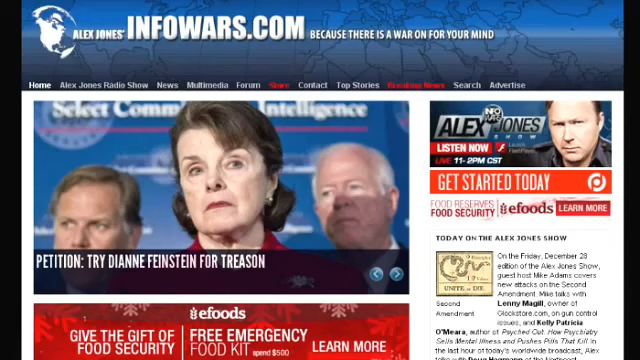 ALEX JONES' INFOWARS.COM BECAUSE THERE IS A WAR ON FOR YOUR MIND
Home Alex Jones Radio Show News Multimedia Forum Store Contact Top Stories Breaking News Search Advertise
Select Committee Intelligence
PETITION: TRY DIANNE FEINSTEIN FOR TREASON
efoods
GIVE THE GIFT OF
FOOD SECURITY
FREE EMERGENCY
FOOD KIT spend $500
LEARN MORE
ALEX JONES
SHOW
LISTEN NOW
LIVE 11-2PM CST
GET STARTED TODAY
FOOD RESERVES
FOOD SECURITY
efoods
LEARN MORE
TODAY ON THE ALEX JONES SHOW
UNITE or DIE
On the Friday, December 28
edition of the Alex Jones Show,
guest host Mike Adams covers
new attacks on the Second
Amendment. Mike talks with
Lenny Magill, owner of
Glockstore.com, on gun control
issues, and Kelly Patricia
Second
Amendment
O'Meara, author of Psyched Out: How Psychiatry
Sells Mental Illness and Pushes Pills That Kill in
the last hour of today's worldwide broadcast, Alex